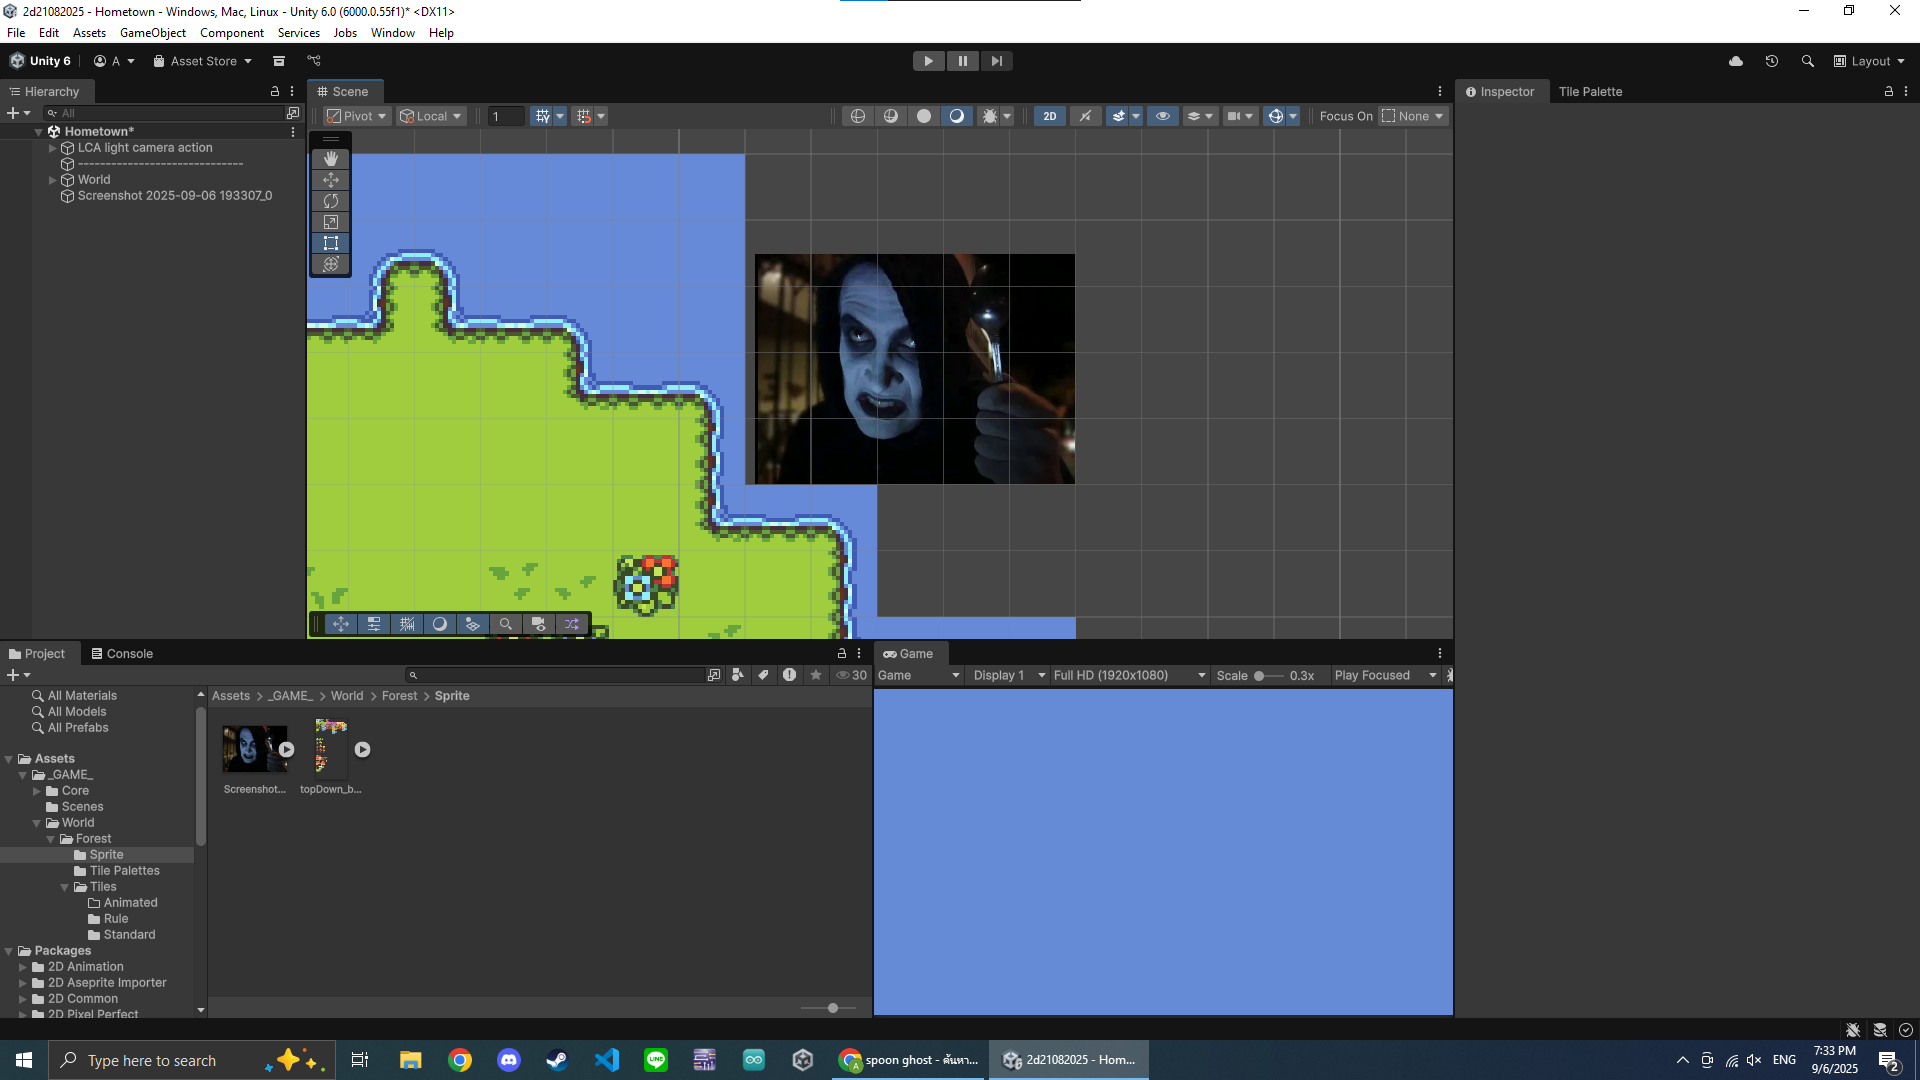 2d21082025 - Hometown - Windows, Mac, Linux - Unity 6.0 (6000.0.55f1)* <DX11>
File Edit Assets GameObject Component Services Jobs Window Help
Unity 6 A Asset Store Layout
Hierarchy
All
Hometown*
LCA light camera action
------------------------------
World
Screenshot 2025-09-06 193307_0
Scene
Pivot Local 1 2D Focus On None
Inspector Tile Palette
Project Console
30
All Materials
All Models
All Prefabs
Assets
_GAME_
Core
Scenes
World
Forest
Sprite
Tile Palettes
Tiles
Animated
Rule
Standard
Packages
2D Animation
2D Aseprite Importer
2D Common
2D Pixel Perfect
Assets > _GAME_ > World > Forest > Sprite
Screenshot... topDown_b...
Game
Game Display 1 Full HD (1920x1080) Scale 0.3x Play Focused
Type here to search
spoon ghost - ค้นหา...
2d21082025 - Hom...
ENG
7:33 PM
9/6/2025
2